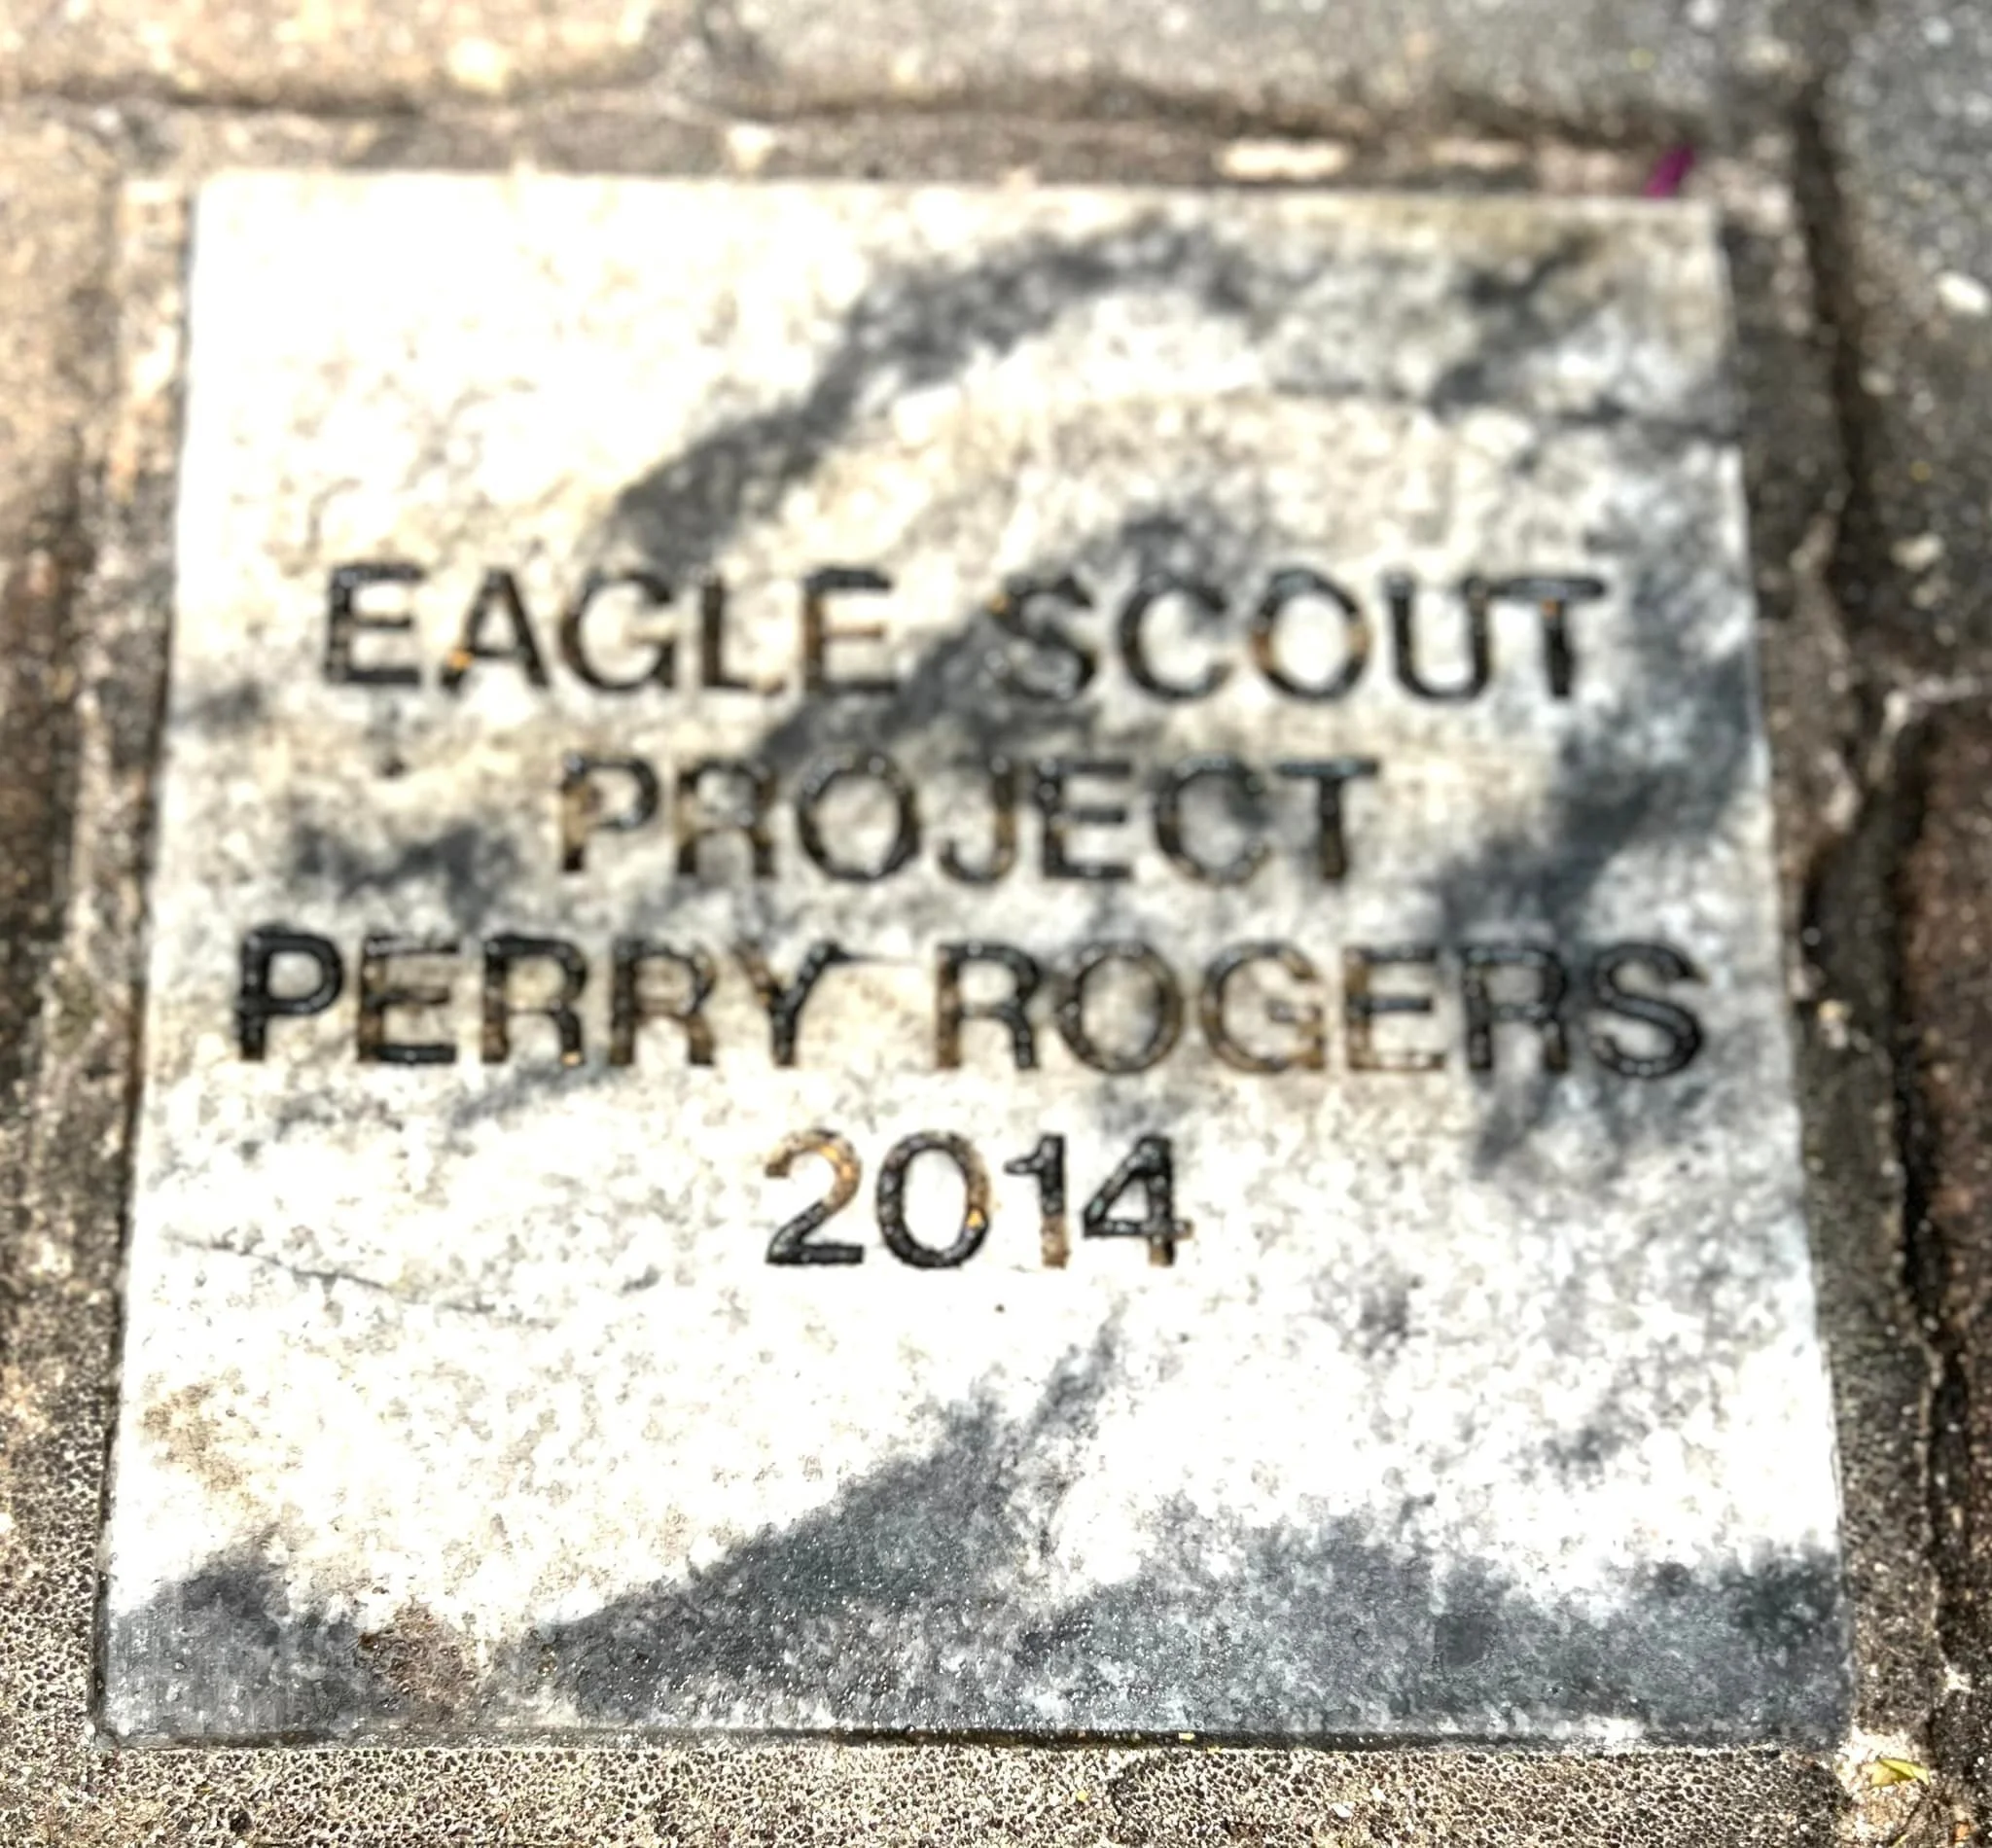 EAGLE SCOUT
PROJECT
PERRY ROGERS
2014